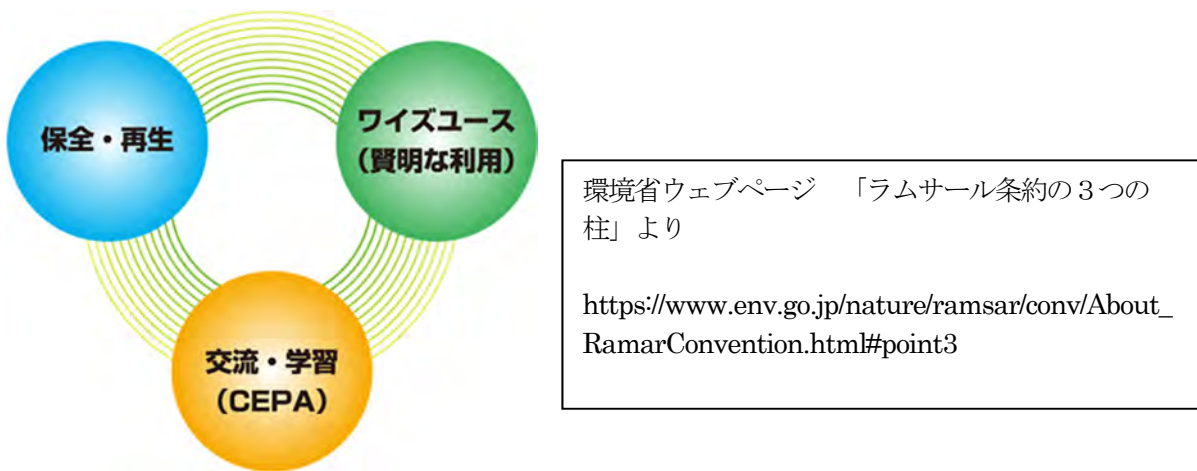 保全・再生
ワイズユース
（賢明な利用）
交流・学習
（CEPA）
環境省ウェブページ　「ラムサール条約の３つの
柱」より
https://www.env.go.jp/nature/ramsar/conv/About_
RamarConvention.html#point3